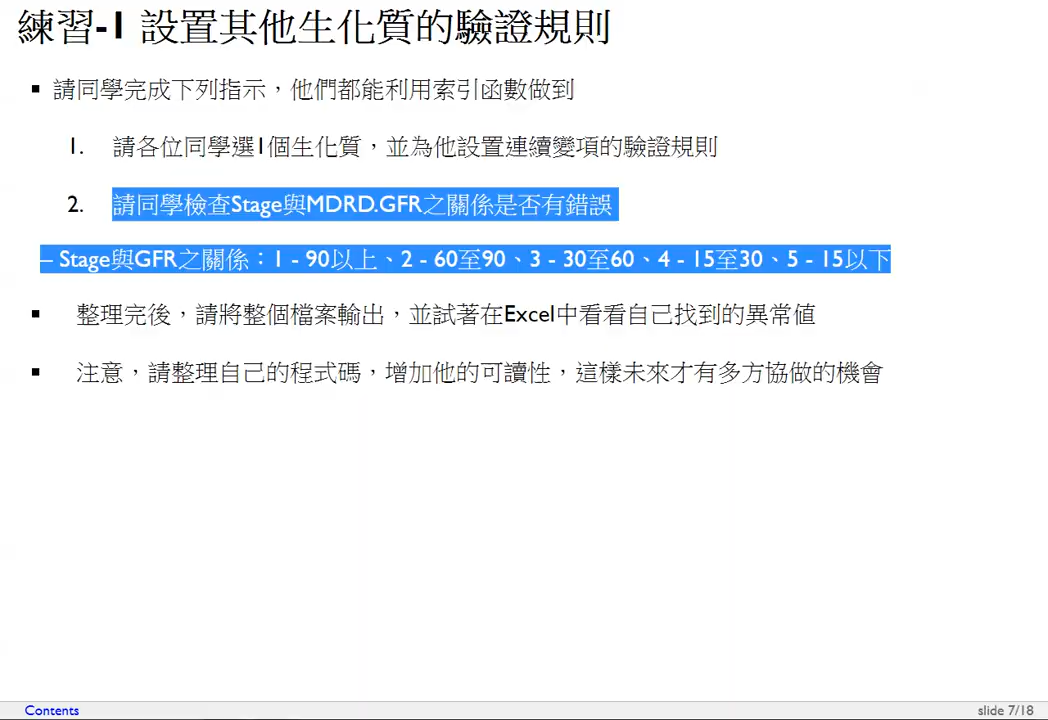 練習-1 設置其他生化質的驗證規則
▪ 請同學完成下列指示，他們都能利用索引函數做到
1. 請各位同學選1個生化質，並為他設置連續變項的驗證規則
2. 請同學檢查Stage與MDRD.GFR之關係是否有錯誤
– Stage與GFR之關係：1 - 90以上、2 - 60至90、3 - 30至60、4 - 15至30、5 - 15以下
▪ 整理完後，請將整個檔案輸出，並試著在Excel中看看自己找到的異常值
▪ 注意，請整理自己的程式碼，增加他的可讀性，這樣未來才有多方協做的機會
Contents
slide 7/18